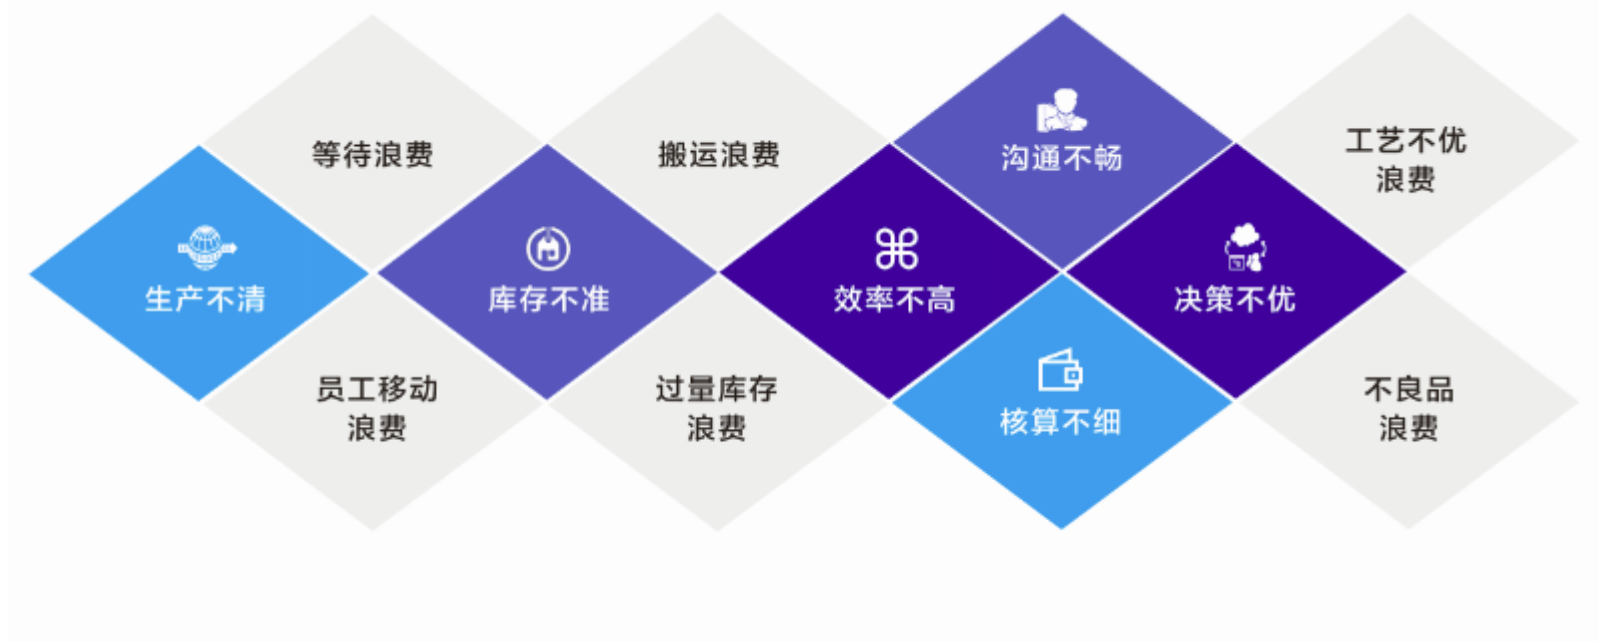 等待浪费
搬运浪费
沟通不畅
工艺不优
浪费
生产不清
库存不准
效率不高
决策不优
员工移动
浪费
过量库存
浪费
核算不细
不良品
浪费